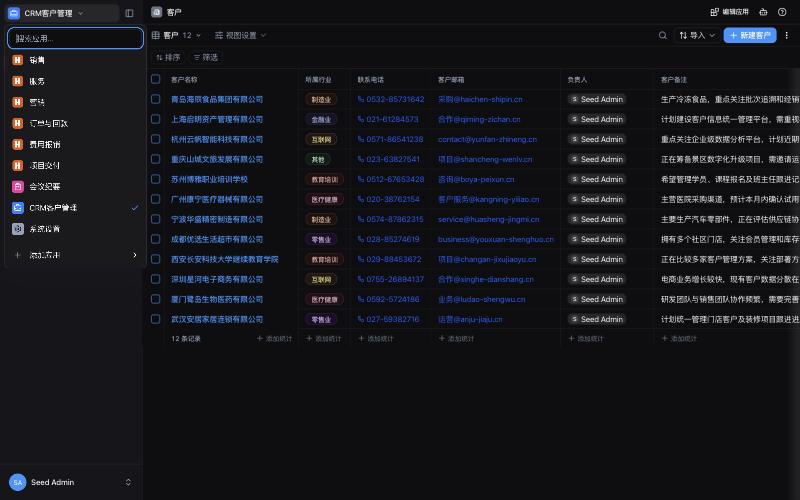 CRM客户管理
客户
编辑应用
搜索应用...
销售
服务
营销
订单与回款
费用报销
项目交付
会议纪要
CRM客户管理
系统设置
添加应用
客户 12 视图设置
导入
新建客户
排序 筛选
客户名称 所属行业 联系电话 客户邮箱 负责人 客户备注
青岛海辰食品集团有限公司 制造业 0532-85731642 采购@haichen-shipin.cn S Seed Admin 生产冷冻食品，重点关注批次追溯和经销
上海启明资产管理有限公司 金融业 021-61284573 合作@qiming-zichan.cn S Seed Admin 计划建设客户信息统一管理平台，需重视
杭州云帆智能科技有限公司 互联网 0571-86541238 contact@yunfan-zhineng.cn S Seed Admin 重点关注企业级数据分析平台，计划近
重庆山城文旅发展有限公司 其他 023-63827541 项目@shancheng-wenlv.cn S Seed Admin 正在筹备景区数字化升级项目，需邀请运
苏州博雅职业培训学校 教育培训 0512-67653428 咨询@boya-peixun.cn S Seed Admin 希望管理学员、课程报名及班主任跟进记
广州康宁医疗器械有限公司 医疗健康 020-38762154 客户服务@kangning-yiliao.cn S Seed Admin 主营医院采购渠道，预计本月内确认试用
宁波华盛精密制造有限公司 制造业 0574-87862315 service@huasheng-jingmi.cn S Seed Admin 主要生产汽车零部件，正在评估供应链协
成都优选生活超市有限公司 零售业 028-85274619 business@youxuan-shenghuo.cn S Seed Admin 拥有多个社区门店，关注会员管理和库存
西安长安科技大学继续教育学院 教育培训 029-88453672 项目@changan-jixujiaoyu.cn S Seed Admin 正在比较多家客户管理方案，关注部署方
深圳星河电子商务有限公司 互联网 0755-26894137 合作@xinghe-dianshang.cn S Seed Admin 电商业务增长较快，现有客户数据分散在
厦门鹭岛生物医药有限公司 医疗健康 0592-5724186 业务@ludao-shengwu.cn S Seed Admin 研发团队与销售团队协作频繁，需要完善
武汉安居家居连锁有限公司 零售业 027-59382716 运营@anju-jiaju.cn S Seed Admin 计划统一管理门店客户及装修项目跟进进
12 条记录 添加统计 添加统计 添加统计 添加统计 添加统计 添加统计
SA Seed Admin